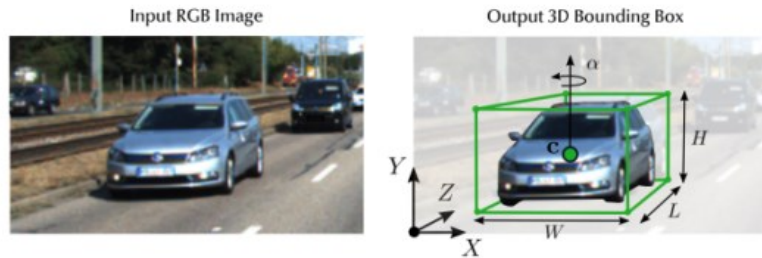 Input RGB Image
Output 3D Bounding Box
α
C
H
Y
Z
L
X
W